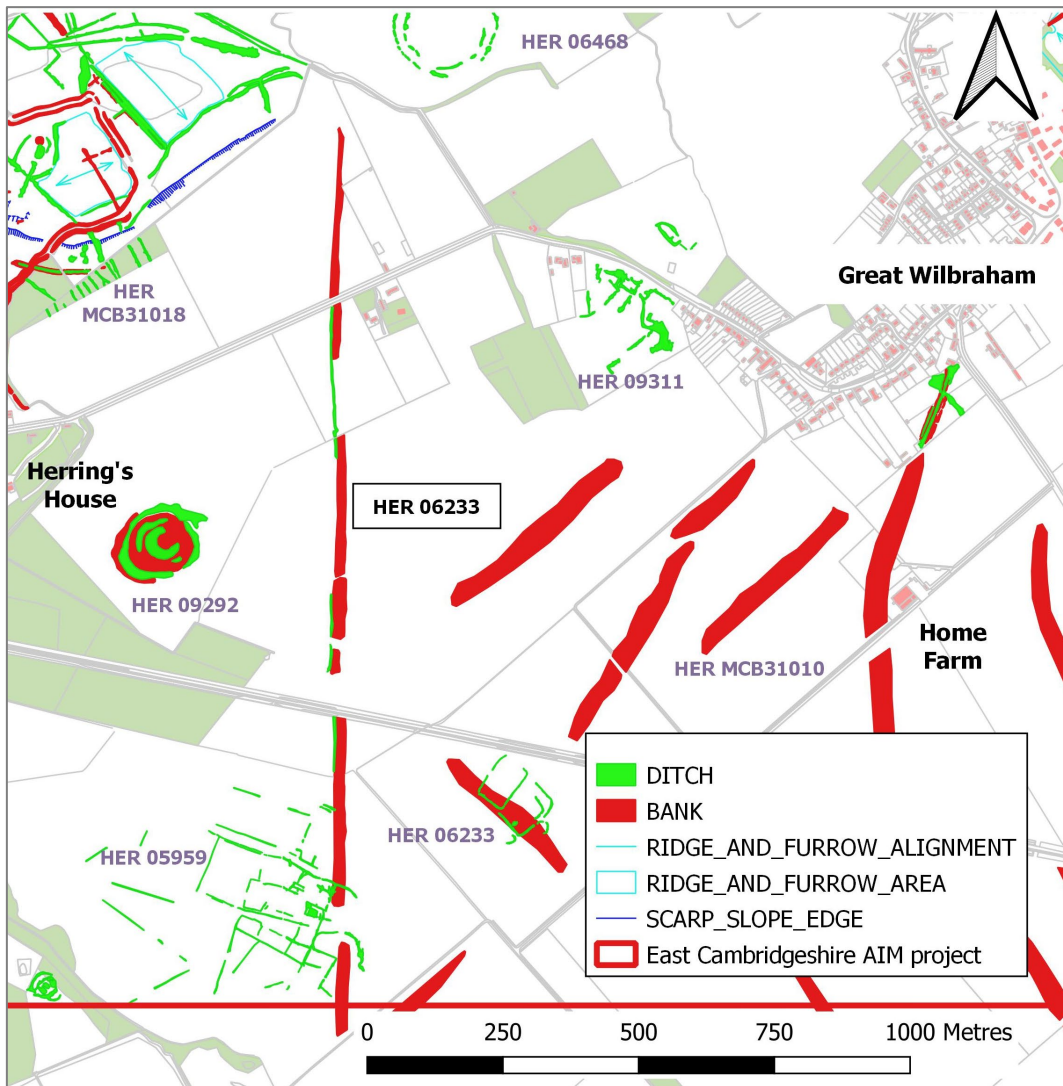 HER 06468
Great Wilbraham
HER
MCB31018
HER 09311
Herring's
House
HER 06233
HER 09292
Home
Farm
HER MCB31010
HER 06233
HER 05959
DITCH
BANK
RIDGE_AND_FURROW_ALIGNMENT
RIDGE_AND_FURROW_AREA
SCARP_SLOPE_EDGE
East Cambridgeshire AIM project
0 250 500 750 1000 Metres